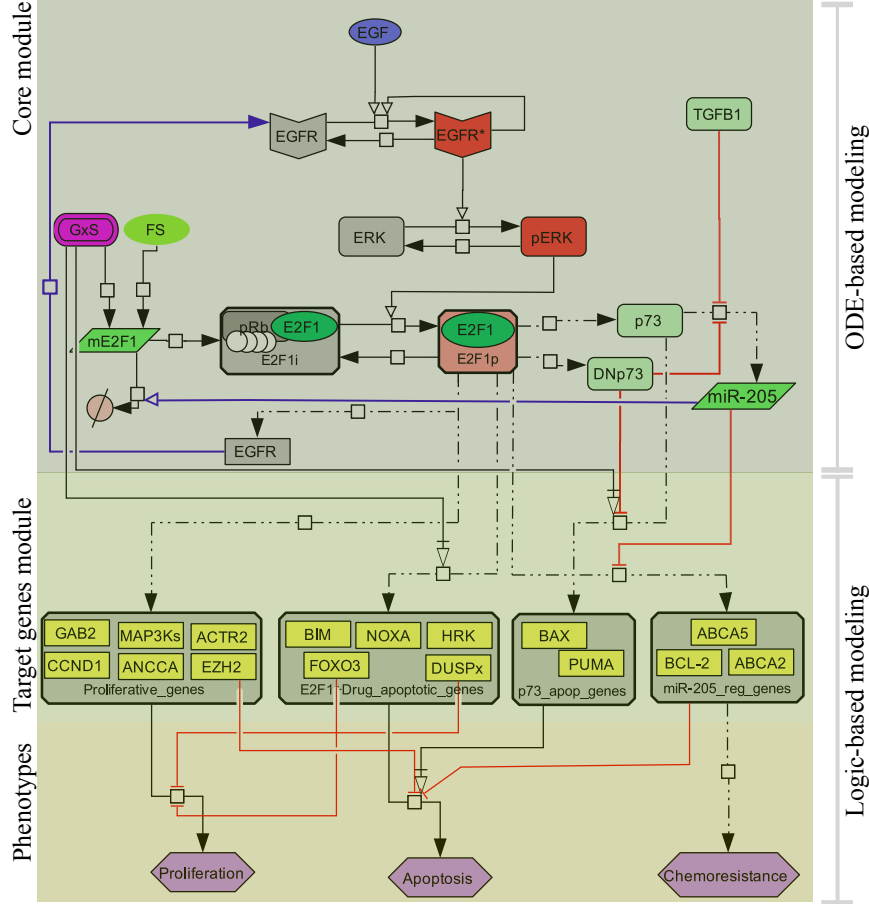 Core module
ODE-based modeling
EGF
EGFR
EGFR*
TGFB1
GxS
FS
ERK
pERK
mE2F1
pRb
E2F1
E2F1i
E2F1
E2F1p
p73
DNp73
miR-205
EGFR
Target genes module
Logic-based modeling
GAB2
MAP3Ks
ACTR2
CCND1
ANCCA
EZH2
Proliferative_genes
BIM
NOXA
HRK
FOXO3
DUSPx
BAX
PUMA
p73_apop_genes
ABCA5
BCL-2
ABCA2
miR-205_reg_genes
Phenotypes
Proliferation
Apoptosis
Chemoresistance